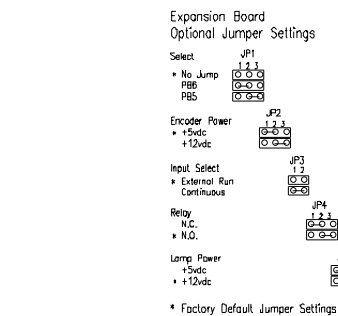 Expansion Board
Optional Jumper Settings
Select JP1
1 2 3
* No Jump
PB6
PB5
JP2
Encoder Power 1 2 3
* +5vdc
+12vdc
JP3
Input Select 1 2
* External Run
Continuous
JP4
Relay 1 2 3
N.C.
* N.O.
Lamp Power
+5vdc
* +12vdc
* Factory Default Jumper Settings